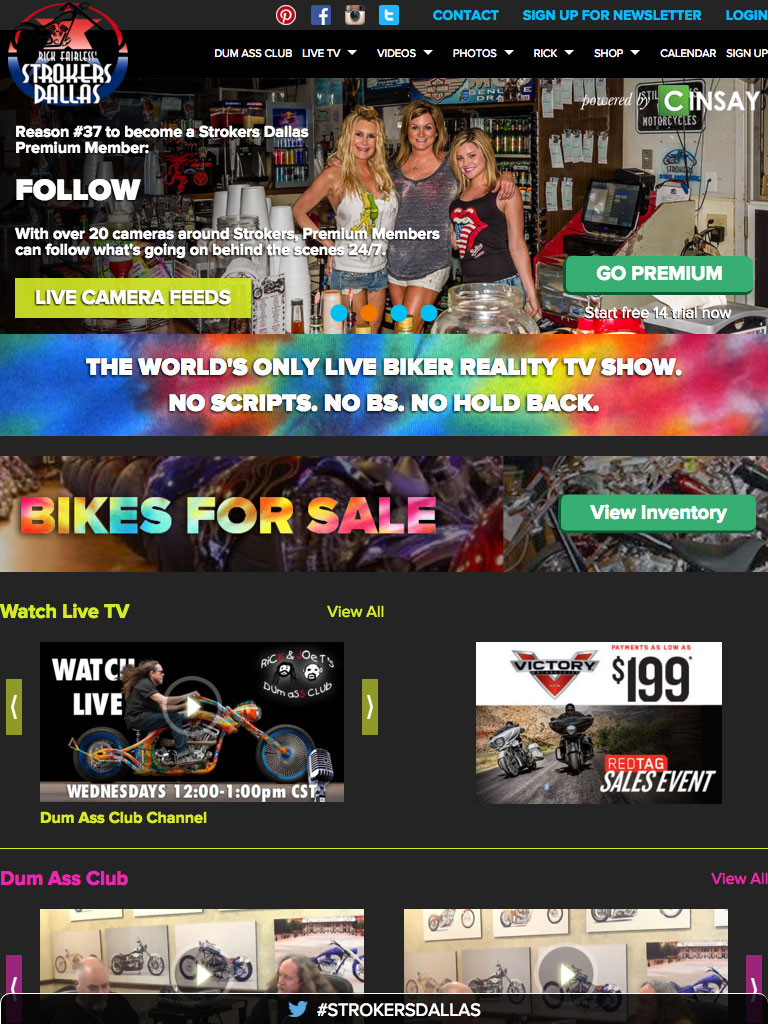 CONTACT
SIGN UP FOR NEWSLETTER
LOGIN
RICK FAIRLESS'
STROKERS
DALLAS
DUM ASS CLUB
LIVE TV
VIDEOS
PHOTOS
RICK
SHOP
CALENDAR
SIGN UP
powered by CINSAY
MOTORCYCLES
Reason #37 to become a Strokers Dallas
Premium Member:
FOLLOW
With over 20 cameras around Strokers, Premium Members
can follow what's going on behind the scenes 24/7.
LIVE CAMERA FEEDS
GO PREMIUM
Start free 14 trial now
THE WORLD'S ONLY LIVE BIKER REALITY TV SHOW.
NO SCRIPTS. NO BS. NO HOLD BACK.
BIKES FOR SALE
View Inventory
Watch Live TV
View All
WATCH
LIVE
RICK & JOET'S
DUM ASS CLUB
WEDNESDAYS 12:00-1:00pm CST
Dum Ass Club Channel
PAYMENTS AS LOW AS
$199*
VICTORY
REDTAG
SALES EVENT
Dum Ass Club
View All
#STROKERSDALLAS